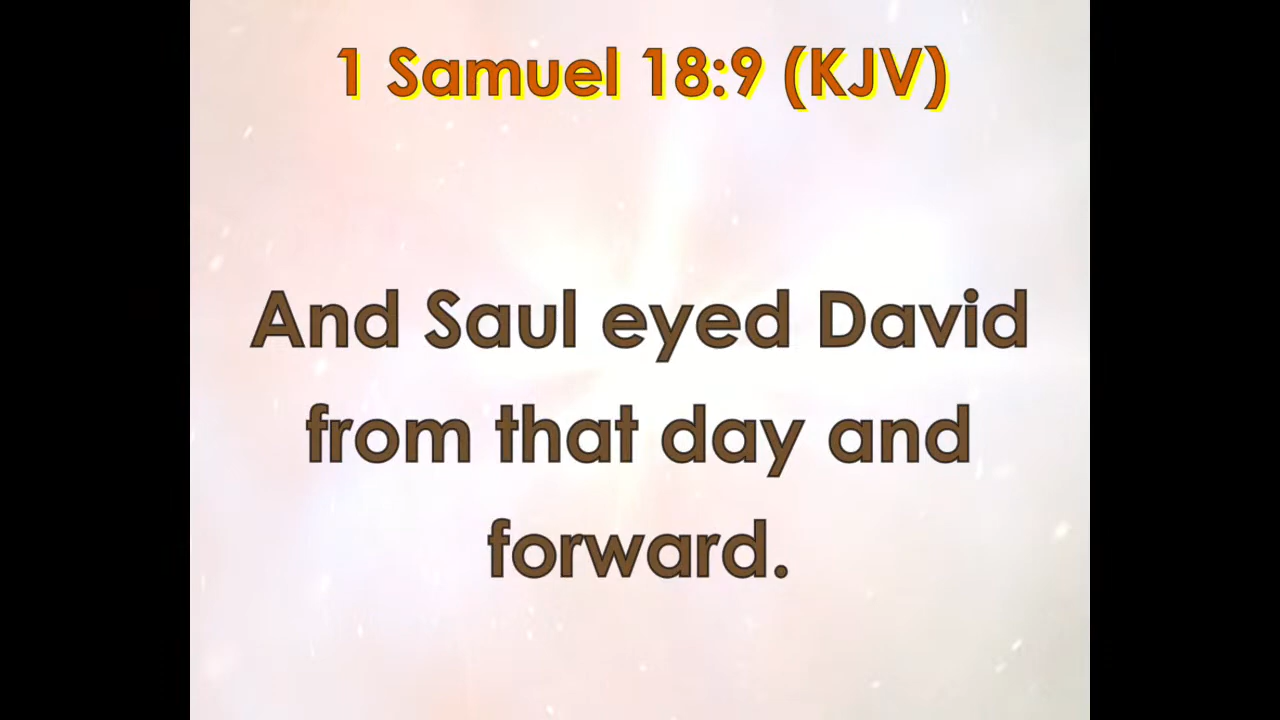 1 Samuel 18:9 (KJV)
And Saul eyed David
from that day and
forward.